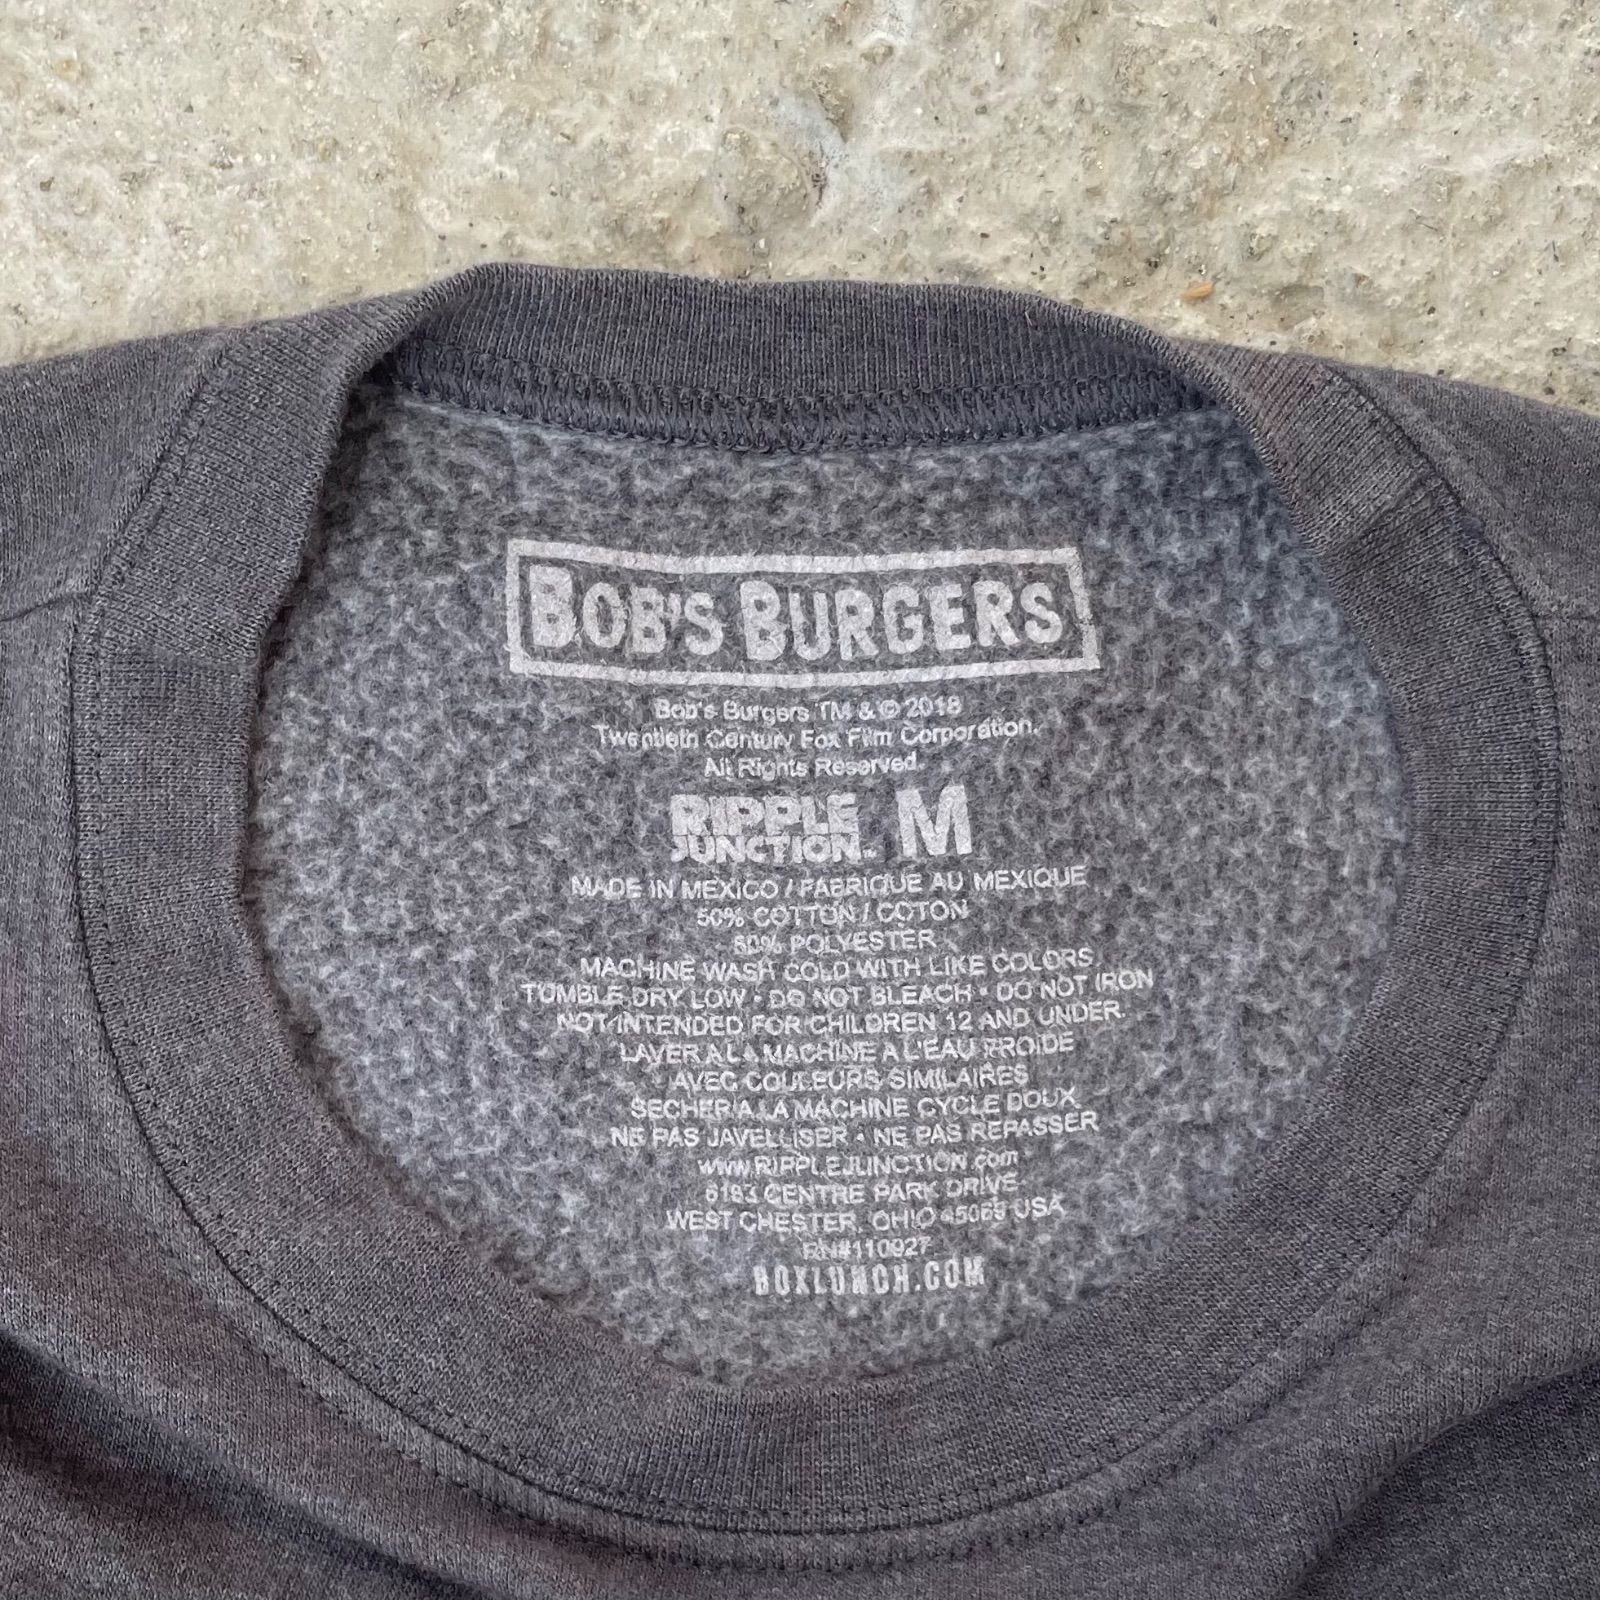 BOB'S BURGERS
Bob's Burgers TM & © 2018
Twentieth Century Fox Film Corporation.
All Rights Reserved.
RIPPLE JUNCTION™ M
MADE IN MEXICO / FABRIQUE AU MEXIQUE
50% COTTON / COTON
50% POLYESTER
MACHINE WASH COLD WITH LIKE COLORS
TUMBLE DRY LOW • DO NOT BLEACH • DO NOT IRON
NOT INTENDED FOR CHILDREN 12 AND UNDER.
LAVER A LA MACHINE A L'EAU FROIDE
AVEC COULEURS SIMILAIRES
SECHER A LA MACHINE CYCLE DOUX
NE PAS JAVELLISER • NE PAS REPASSER
www.RIPPLEJUNCTION.com
CENTRE PARK DRIVE
WEST CHESTER, OHIO 45069 USA
RN#110927
BOXLUNCH.COM